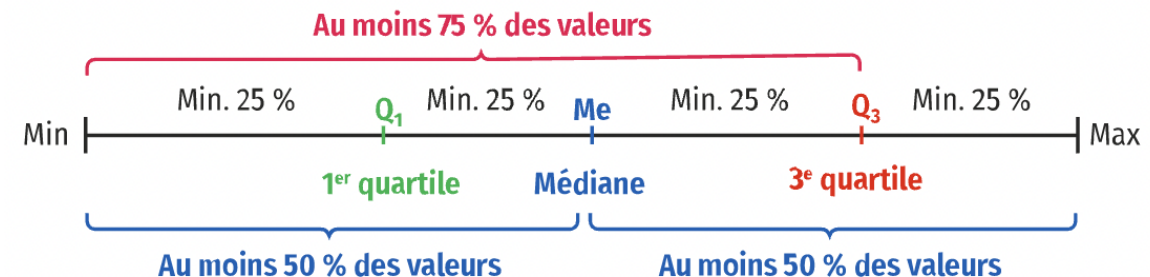 Au moins 75 % des valeurs
Min. 25 % Min. 25 % Min. 25 % Min. 25 %
Q₁ Me Q₃
Min Max
1er quartile Médiane 3e quartile
Au moins 50 % des valeurs Au moins 50 % des valeurs